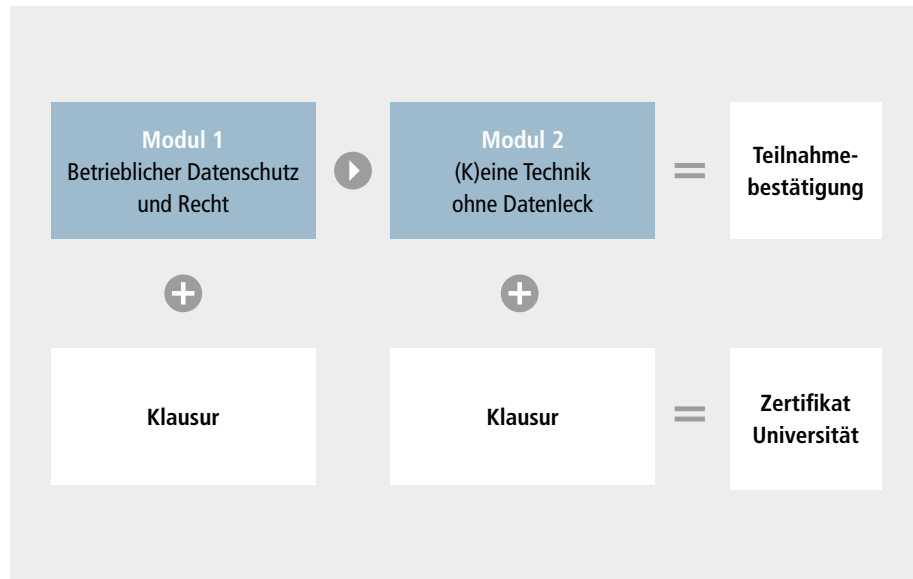 Modul 1
Betrieblicher Datenschutz
und Recht
Modul 2
(K)eine Technik
ohne Datenleck
Teilnahme-
bestätigung
Klausur
Klausur
Zertifikat
Universität